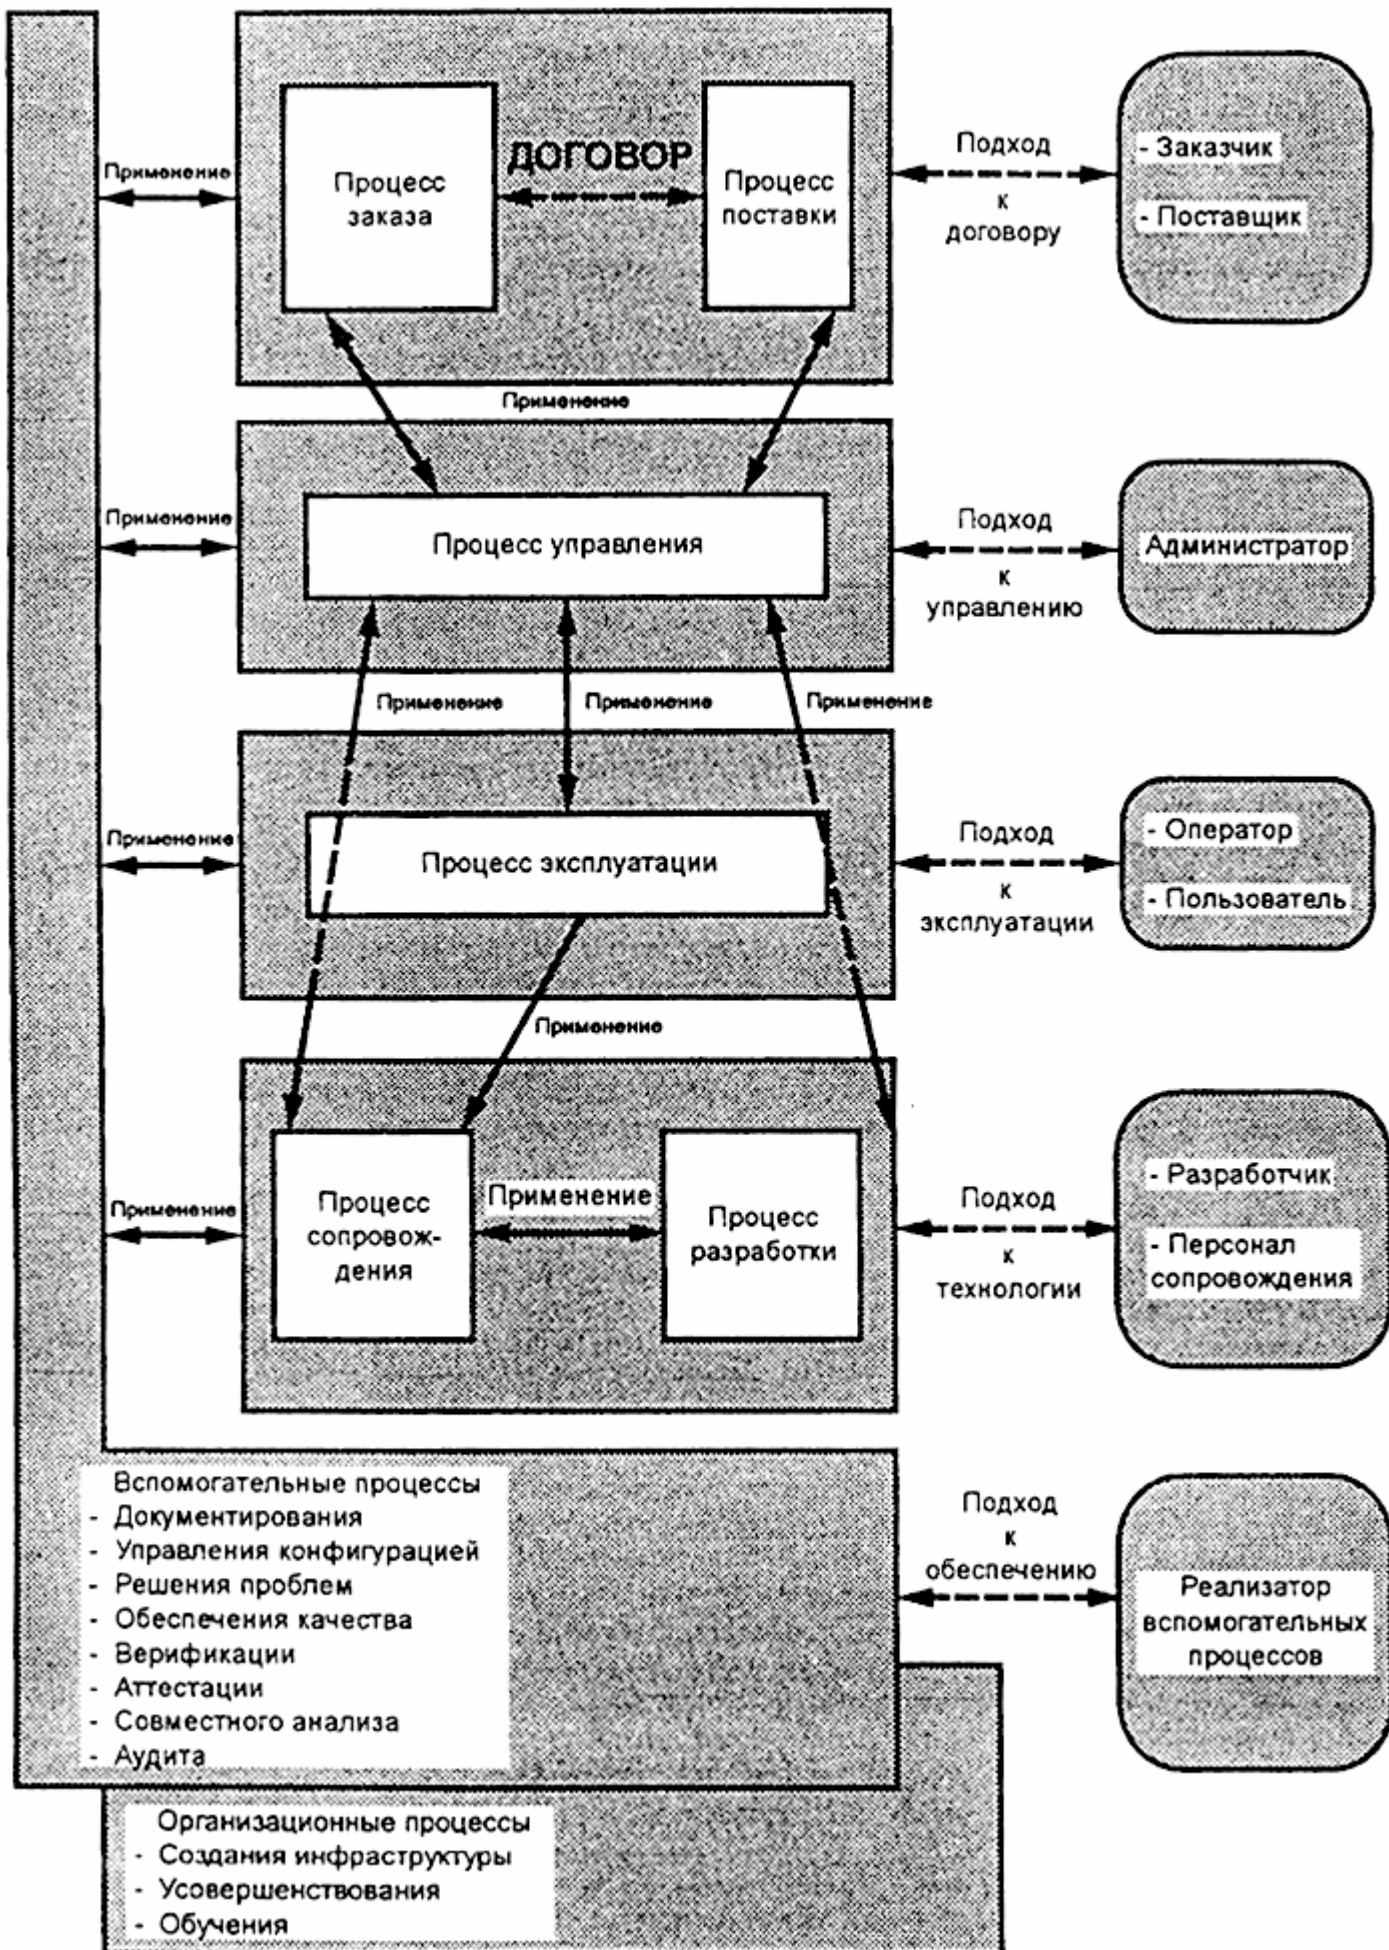 ДОГОВОР
Применение
Процесс
заказа
Процесс
поставки
Подход
к
договору
- Заказчик
- Поставщик
Применение
Применение
Процесс управления
Подход
к
управлению
Администратор
Применение
Применение
Применение
Применение
Процесс эксплуатации
Подход
к
эксплуатации
- Оператор
- Пользователь
Применение
Применение
Процесс
сопровож-
дения
Применение
Процесс
разработки
Подход
к
технологии
- Разработчик
- Персонал
сопровождения
Вспомогательные процессы
- Документирования
- Управления конфигурацией
- Решения проблем
- Обеспечения качества
- Верификации
- Аттестации
- Совместного анализа
- Аудита
Подход
к
обеспечению
Реализатор
вспомогательных
процессов
Организационные процессы
- Создания инфраструктуры
- Усовершенствования
- Обучения